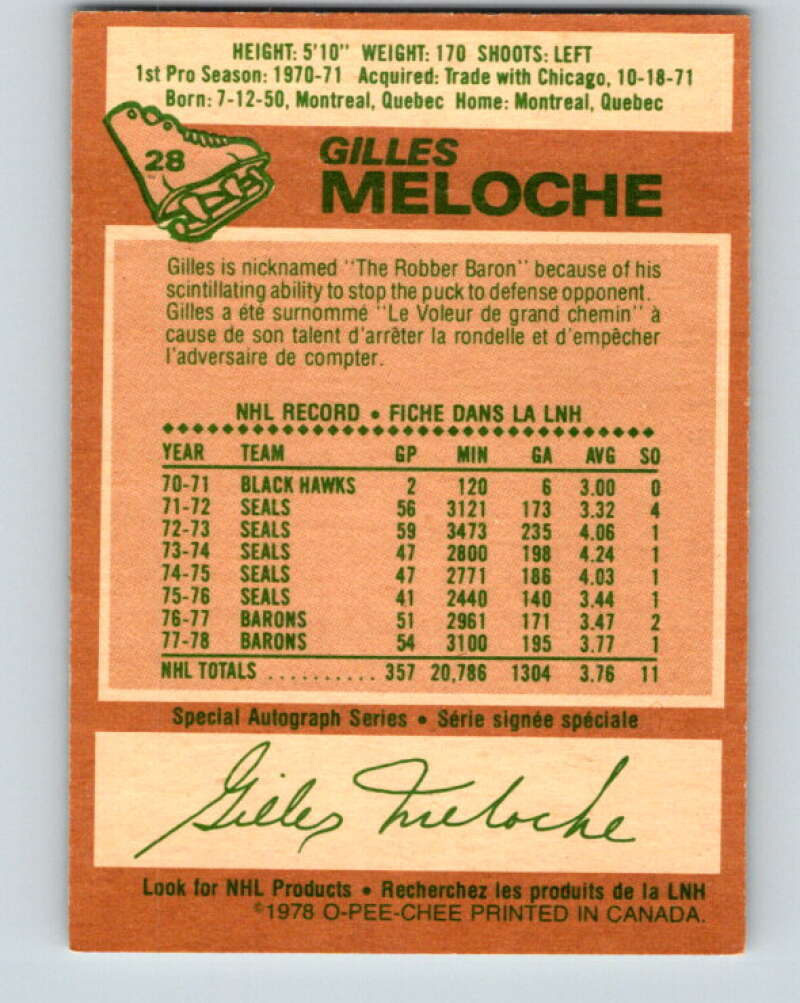 HEIGHT: 5'10" WEIGHT: 170 SHOOTS: LEFT
1st Pro Season: 1970-71 Acquired: Trade with Chicago, 10-18-71
Born: 7-12-50, Montreal, Quebec Home: Montreal, Quebec
28
GILLES
MELOCHE
Gilles is nicknamed "The Robber Baron" because of his
scintillating ability to stop the puck to defense opponent.
Gilles a été surnommé "Le Voleur de grand chemin" à
cause de son talent d'arrêter la rondelle et d'empêcher
l'adversaire de compter.
NHL RECORD • FICHE DANS LA LNH
YEAR TEAM GP MIN GA AVG SO
70-71 BLACK HAWKS 2 120 6 3.00 0
71-72 SEALS 56 3121 173 3.32 4
72-73 SEALS 59 3473 235 4.06 1
73-74 SEALS 47 2800 198 4.24 1
74-75 SEALS 47 2771 186 4.03 1
75-76 SEALS 41 2440 140 3.44 1
76-77 BARONS 51 2961 171 3.47 2
77-78 BARONS 54 3100 195 3.77 1
NHL TOTALS .......... 357 20,786 1304 3.76 11
Special Autograph Series • Série signée spéciale
Gilles Meloche
Look for NHL Products • Recherchez les produits de la LNH
©1978 O-PEE-CHEE PRINTED IN CANADA.